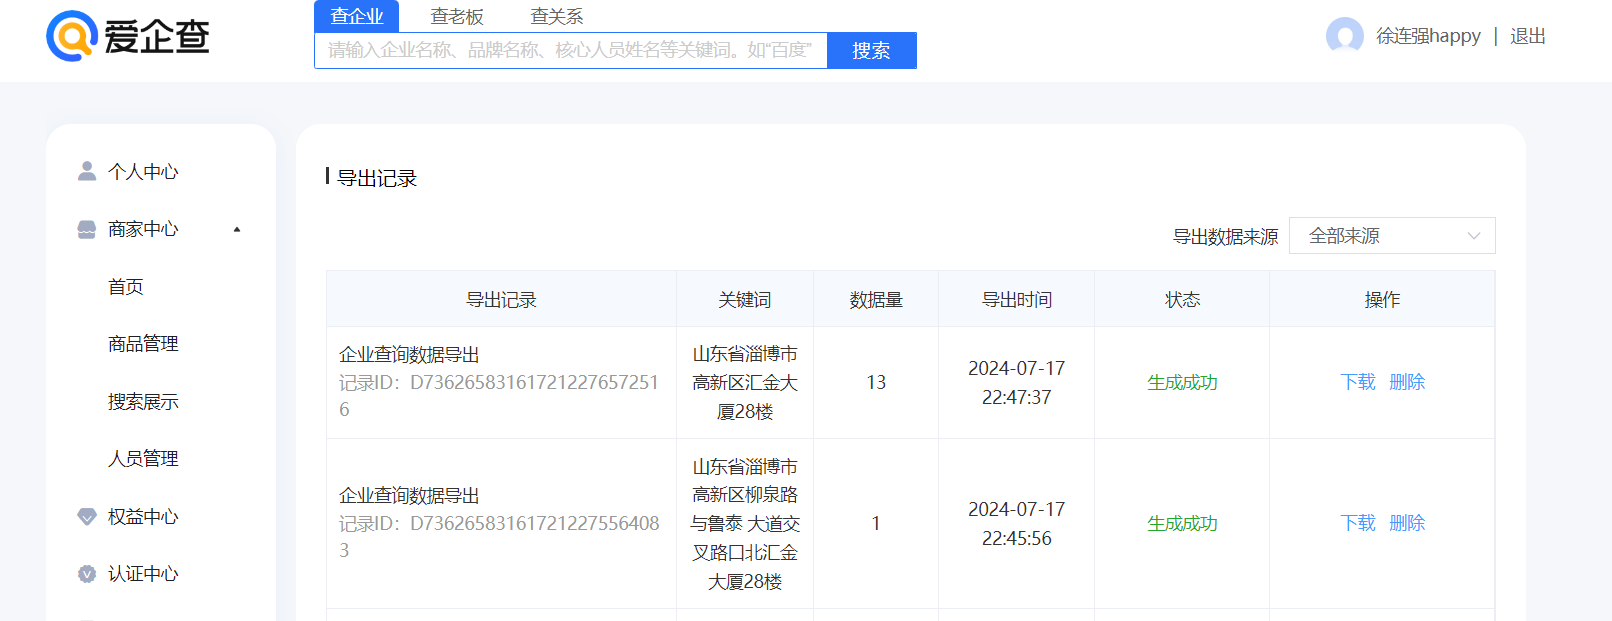 爱企查
查企业 查老板 查关系
请输入企业名称、品牌名称、核心人员姓名等关键词。如“百度” 搜索
徐连强happy | 退出
个人中心
商家中心
首页
商品管理
搜索展示
人员管理
权益中心
认证中心
导出记录
导出数据来源 全部来源
导出记录 关键词 数据量 导出时间 状态 操作
企业查询数据导出
记录ID：D73626583161721227657251
6
山东省淄博市
高新区汇金大
厦28楼
13
2024-07-17
22:47:37
生成成功
下载 删除
企业查询数据导出
记录ID：D73626583161721227556408
3
山东省淄博市
高新区柳泉路
与鲁泰 大道交
叉路口北汇金
大厦28楼
1
2024-07-17
22:45:56
生成成功
下载 删除